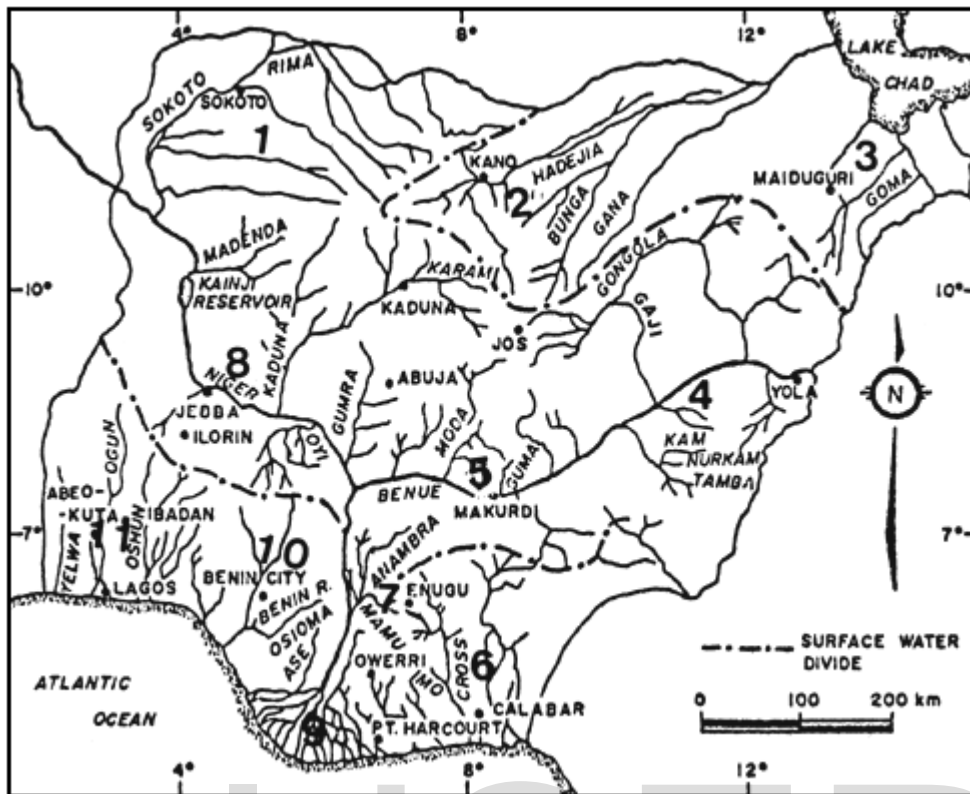 4°
8°
12°
LAKE
CHAD
RIMA
SOKOTO
SOKOTO
1
KANO
HADEJIA
2
BUNGA
GANA
MAIDUGURI
3
GOMA
MADENDA
KAINJI
RESERVOIR
10°
KARAMI
KADUNA
GONGOLA
10°
JOS
GAJI
KADUNA
8
NIGER
JEBBA
ILORIN
GUMRA
ABUJA
MODA
4
YOLA
N
OYI
OGUN
5
GUMA
KAM
NURKAM
TAMBA
BENUE
MAKURDI
ABEO-
-KUTA
IBADAN
7°
11
OSHUN
YELWA
LAGOS
10
BENIN CITY
BENIN R.
OSIOMA
ASE
ANAMBRA
7
ENUGU
MAMU
7°
OWERRI
IMO
CROSS
6
CALABAR
PT. HARCOURT
9
ATLANTIC
OCEAN
SURFACE WATER
DIVIDE
0 100 200 km
4°
8°
12°